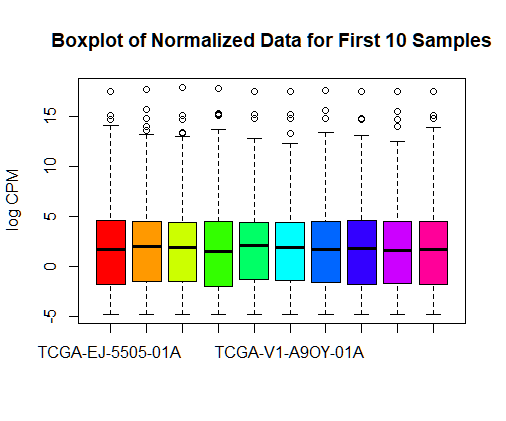 Boxplot of Normalized Data for First 10 Samples
log CPM
15
10
5
0
-5
TCGA-EJ-5505-01A TCGA-V1-A9OY-01A